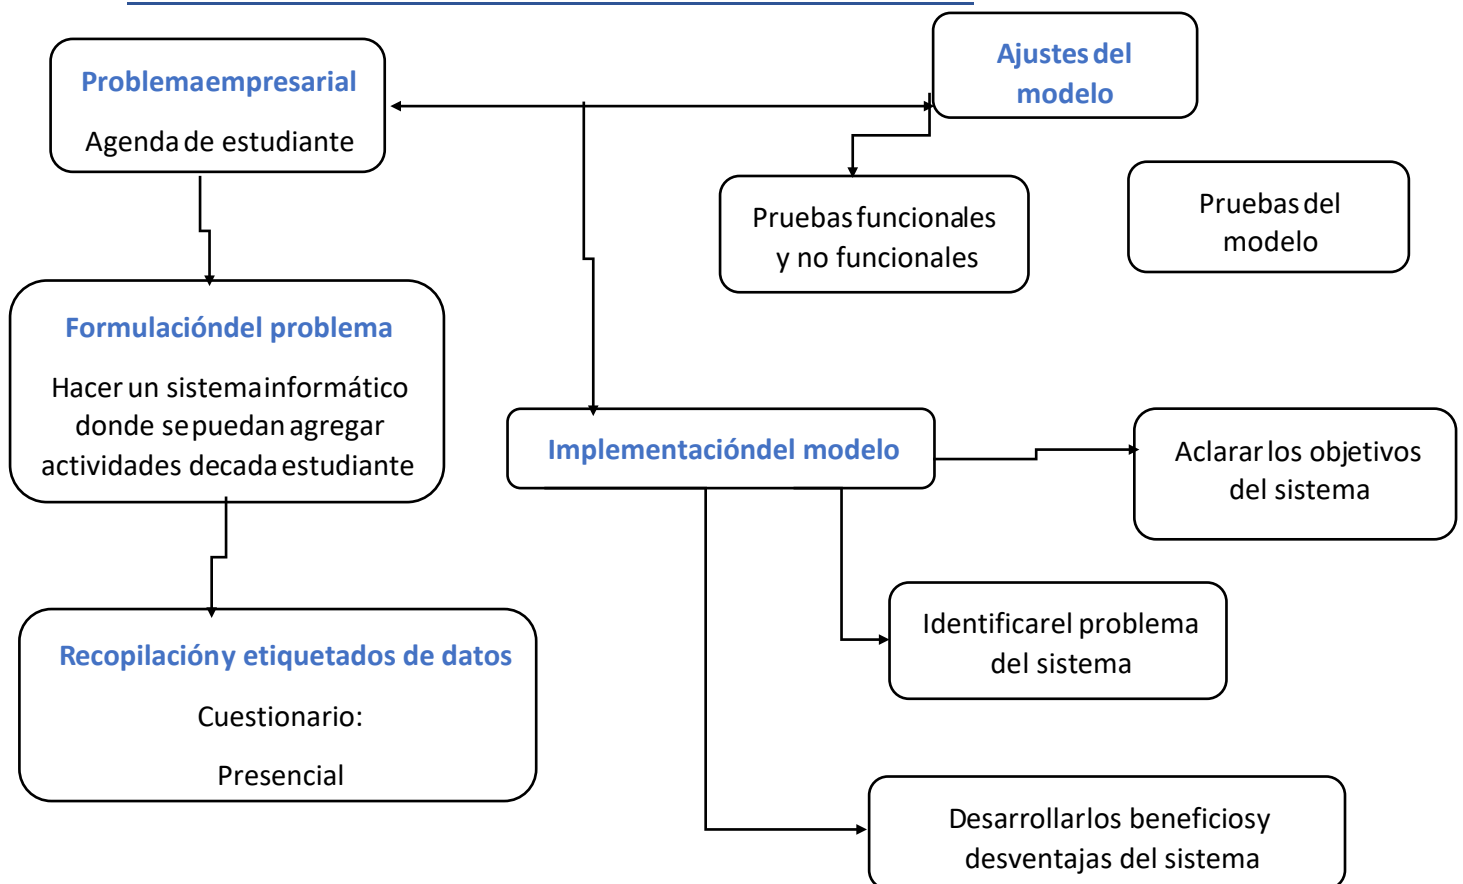 Problemaempresarial
Agenda de estudiante
Ajustes del
modelo
Pruebas funcionales
y no funcionales
Pruebas del
modelo
Formulacióndel problema
Hacer un sistemainformático
donde sepuedan agregar
actividades decada estudiante
Implementacióndel modelo
Aclarar los objetivos
del sistema
Identificarel problema
del sistema
Recopilacióny etiquetados de datos
Cuestionario:
Presencial
Desarrollarlos beneficiosy
desventajas del sistema